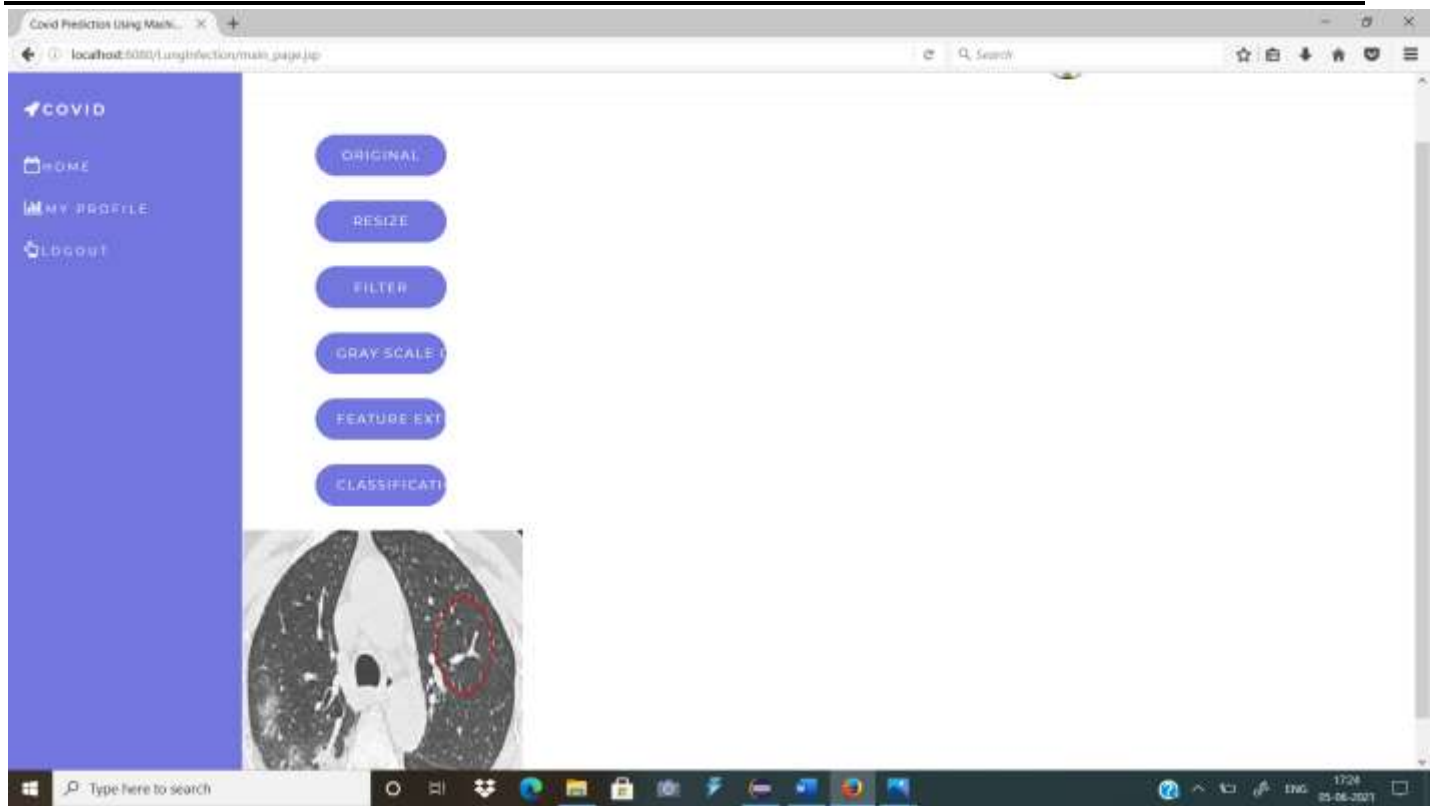 Covid Prediction Using Machi...
localhost:8080/LungInfection/main_page.jsp
Search
COVID
HOME
MY PROFILE
LOGOUT
ORIGINAL
RESIZE
FILTER
GRAY SCALE
FEATURE EXT
CLASSIFICATI
Type here to search
ENG
17:24
05-06-2021